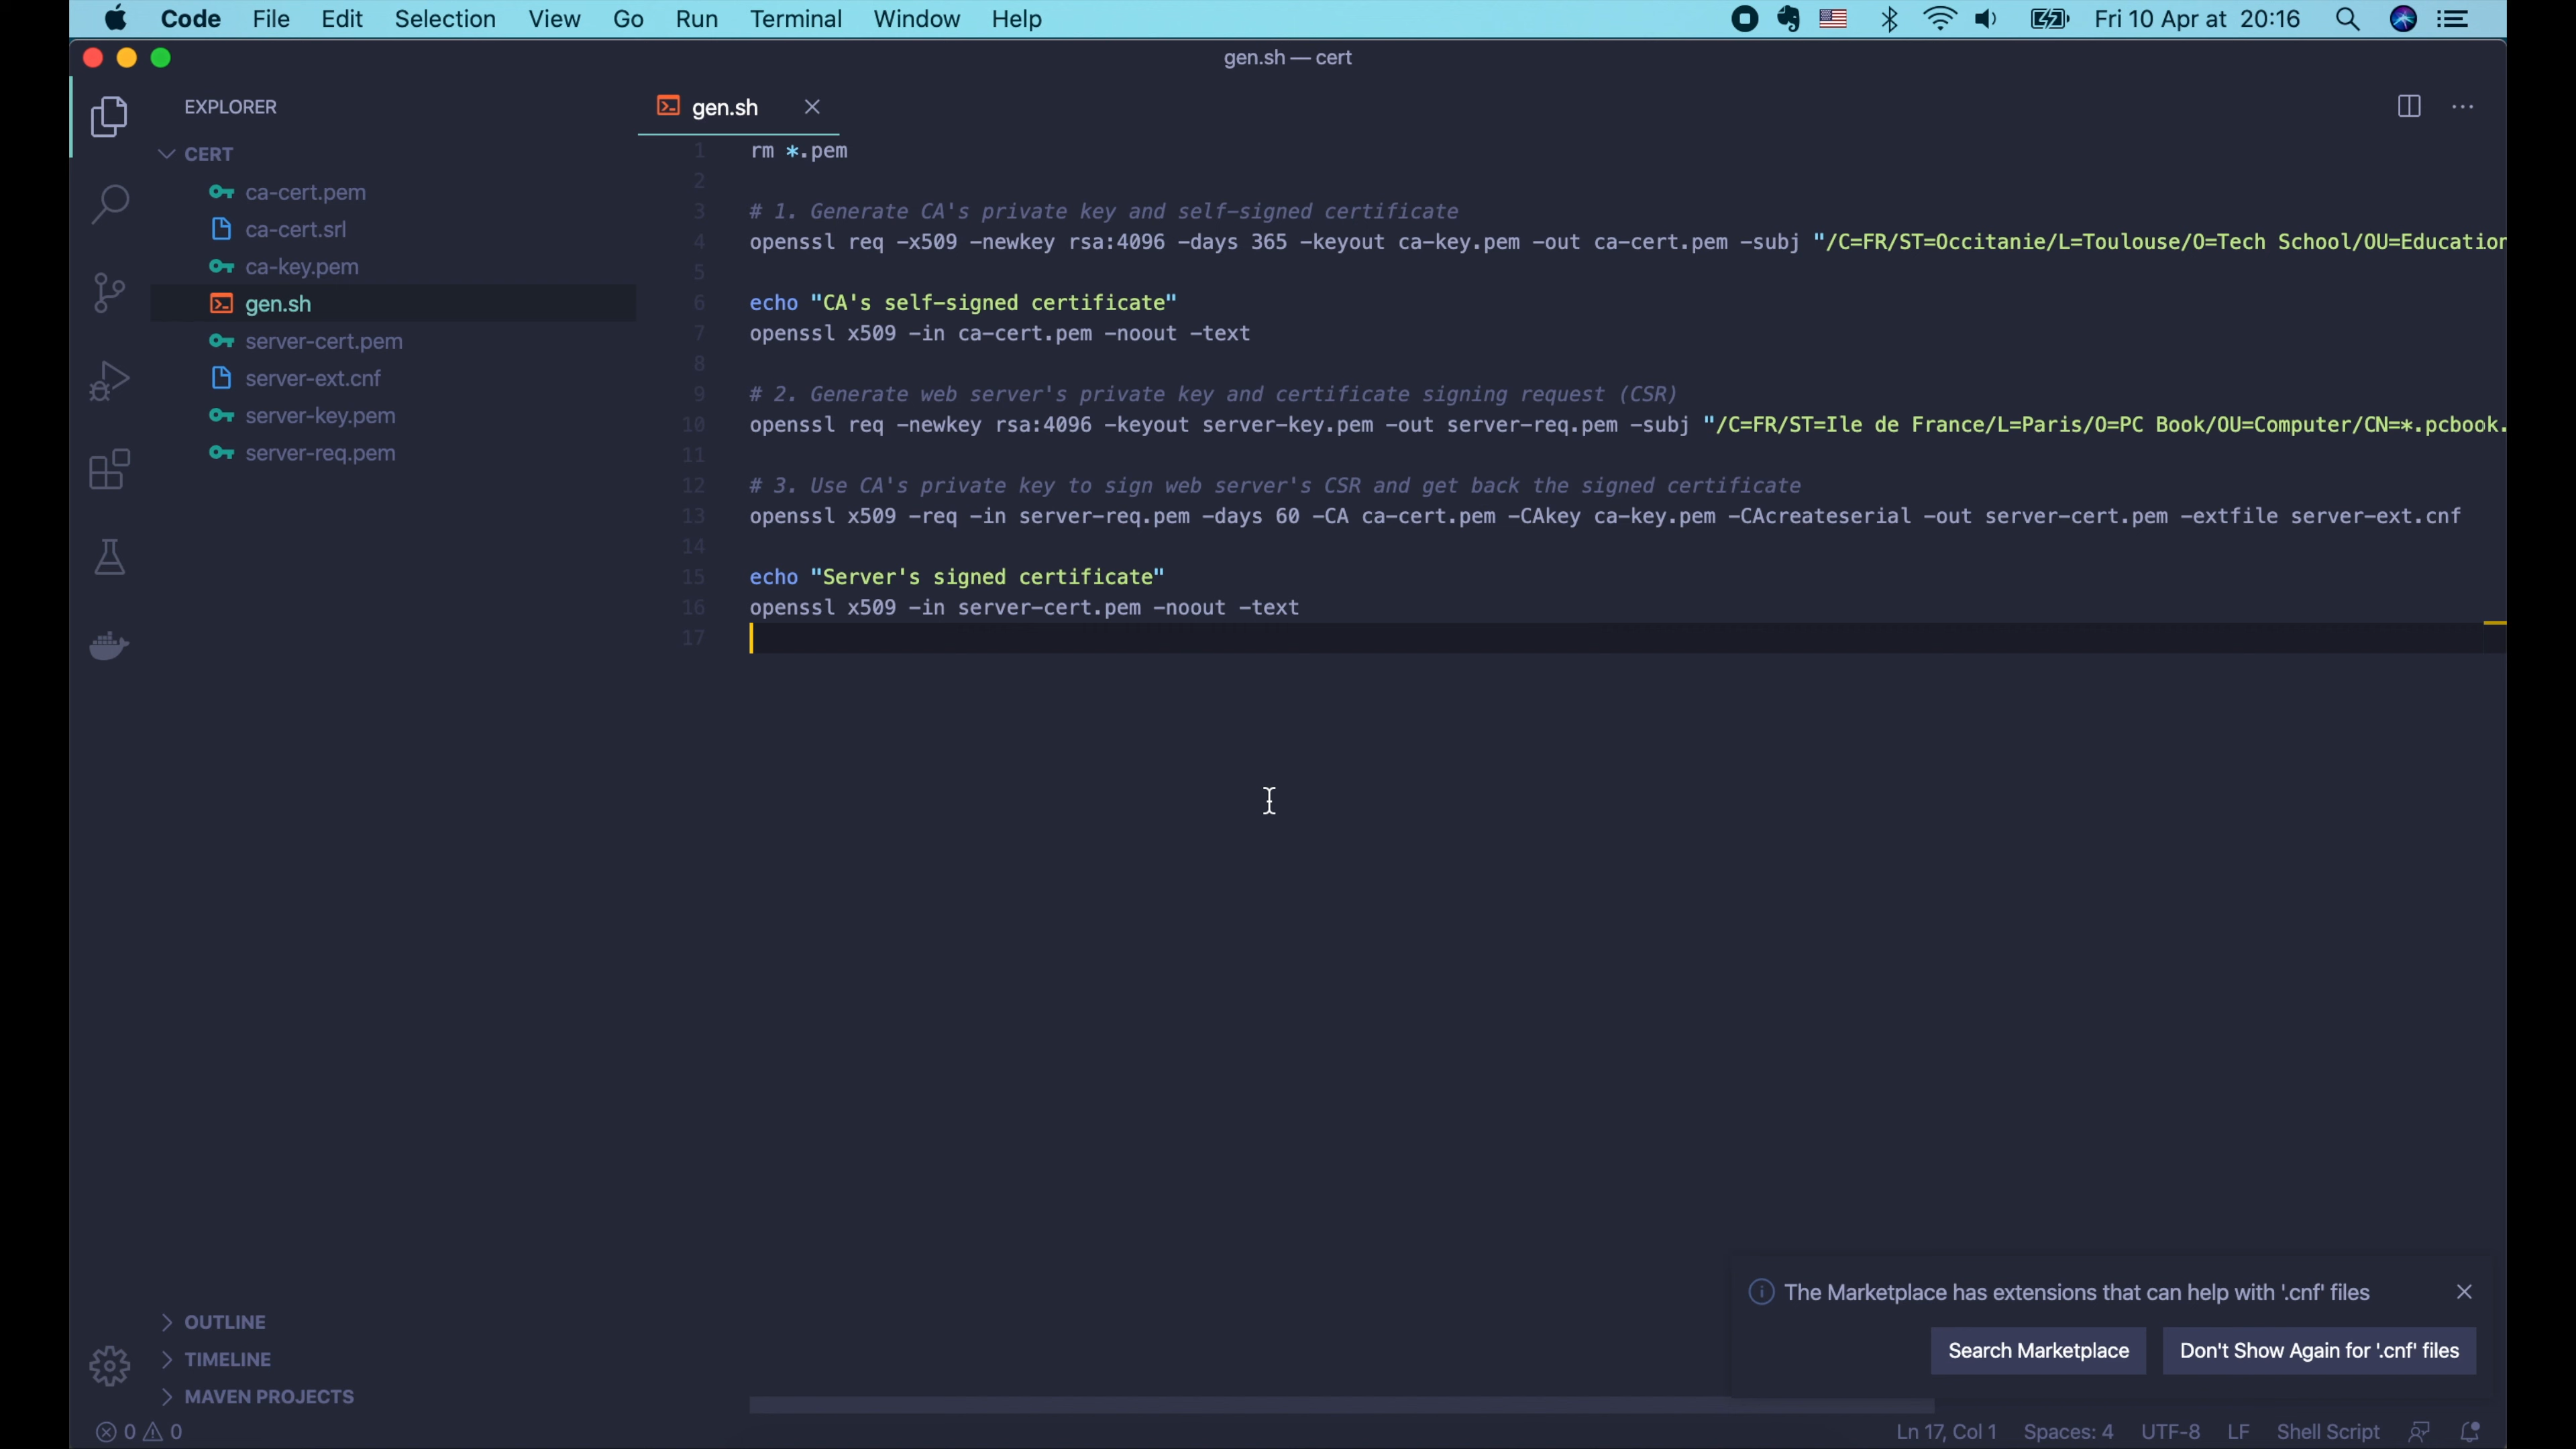 Code File Edit Selection View Go Run Terminal Window Help Fri 10 Apr at 20:16
gen.sh — cert
EXPLORER
CERT
ca-cert.pem
ca-cert.srl
ca-key.pem
gen.sh
server-cert.pem
server-ext.cnf
server-key.pem
server-req.pem
OUTLINE
TIMELINE
MAVEN PROJECTS
gen.sh
1 rm *.pem
2
3 # 1. Generate CA's private key and self-signed certificate
4 openssl req -x509 -newkey rsa:4096 -days 365 -keyout ca-key.pem -out ca-cert.pem -subj "/C=FR/ST=Occitanie/L=Toulouse/O=Tech School/OU=Education
5
6 echo "CA's self-signed certificate"
7 openssl x509 -in ca-cert.pem -noout -text
8
9 # 2. Generate web server's private key and certificate signing request (CSR)
10 openssl req -newkey rsa:4096 -keyout server-key.pem -out server-req.pem -subj "/C=FR/ST=Ile de France/L=Paris/O=PC Book/OU=Computer/CN=*.pcbook.
11
12 # 3. Use CA's private key to sign web server's CSR and get back the signed certificate
13 openssl x509 -req -in server-req.pem -days 60 -CA ca-cert.pem -CAkey ca-key.pem -CAcreateserial -out server-cert.pem -extfile server-ext.cnf
14
15 echo "Server's signed certificate"
16 openssl x509 -in server-cert.pem -noout -text
17
The Marketplace has extensions that can help with '.cnf' files
Search Marketplace Don't Show Again for '.cnf' files
0 0 Ln 17, Col 1 Spaces: 4 UTF-8 LF Shell Script